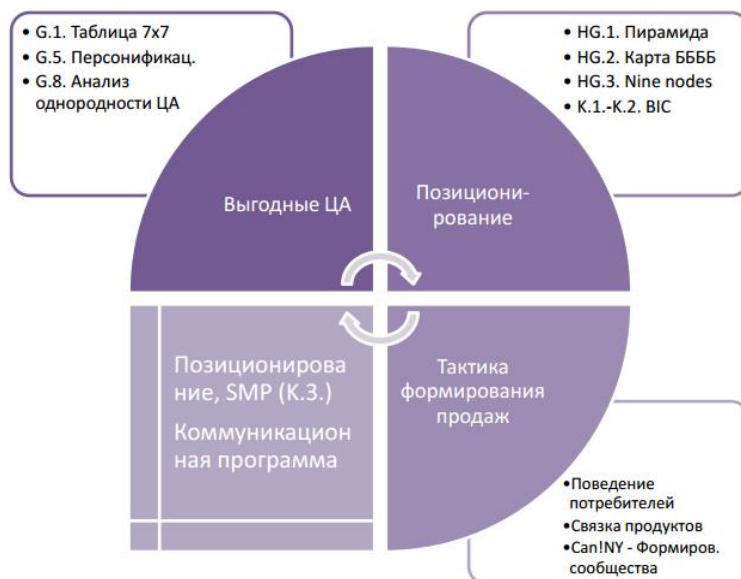 • G.1. Таблица 7х7
• G.5. Персонификац.
• G.8. Анализ
однородности ЦА
• HG.1. Пирамида
• HG.2. Карта ББББ
• HG.3. Nine nodes
• К.1.-К.2. BIC
Выгодные ЦА
Позициони-
рование
Позиционирова
ние, SMP (К.3.)
Коммуникацион
ная программа
Тактика
формирования
продаж
•Поведение
потребителей
•Связка продуктов
•Can!NY - Формиров.
сообщества